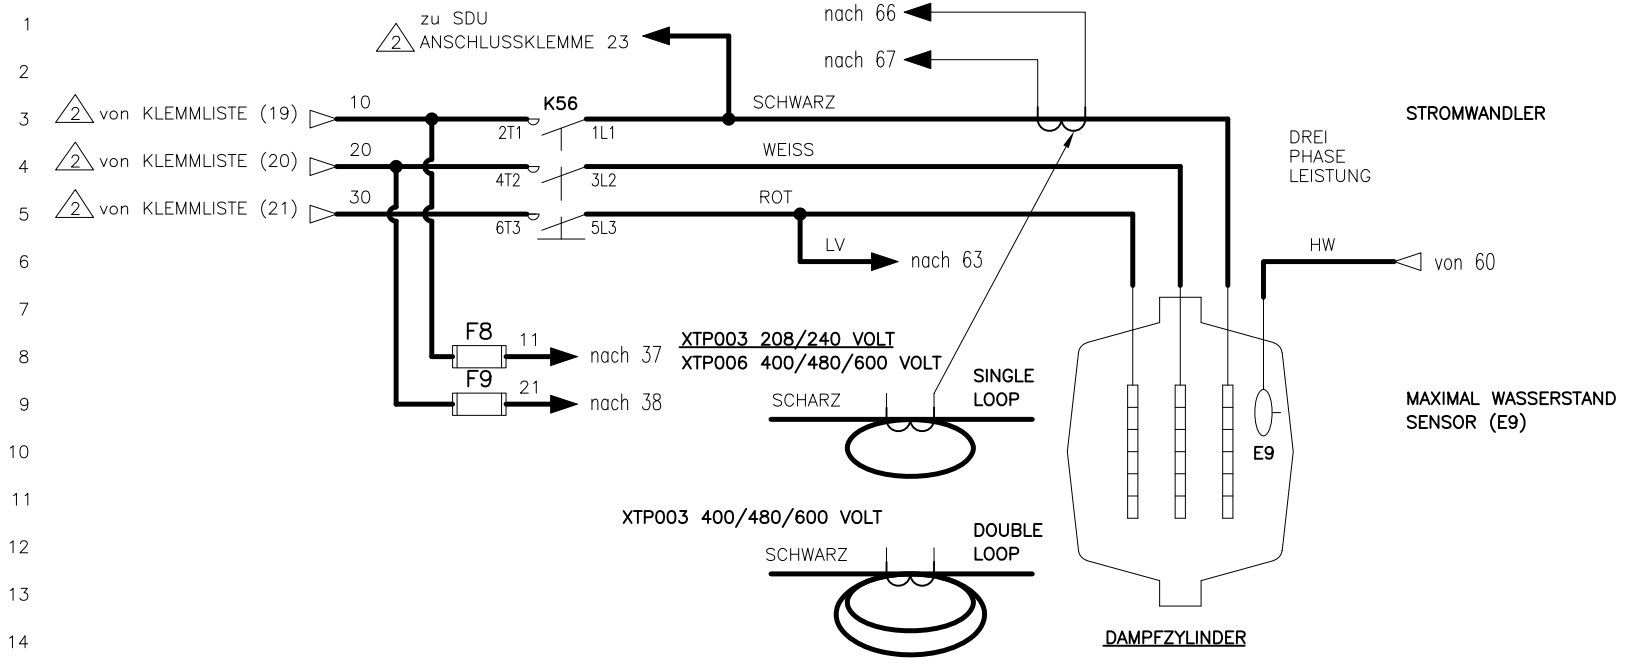 1
nach 66
zu SDU
2 ANSCHLUSSKLEMME 23
2
nach 67
3
2 von KLEMMLISTE (19)
10
K56
2T1
1L1
SCHWARZ
STROMWANDLER
DREI
PHASE
LEISTUNG
4
2 von KLEMMLISTE (20)
20
4T2
3L2
WEISS
5
2 von KLEMMLISTE (21)
30
6T3
5L3
ROT
6
LV
nach 63
HW
von 60
7
8
F8
11
nach 37
XTP003 208/240 VOLT
XTP006 400/480/600 VOLT
9
F9
21
nach 38
SCHARZ
SINGLE
LOOP
MAXIMAL WASSERSTAND
SENSOR (E9)
10
E9
11
XTP003 400/480/600 VOLT
12
SCHWARZ
DOUBLE
LOOP
13
14
DAMPFZYLINDER